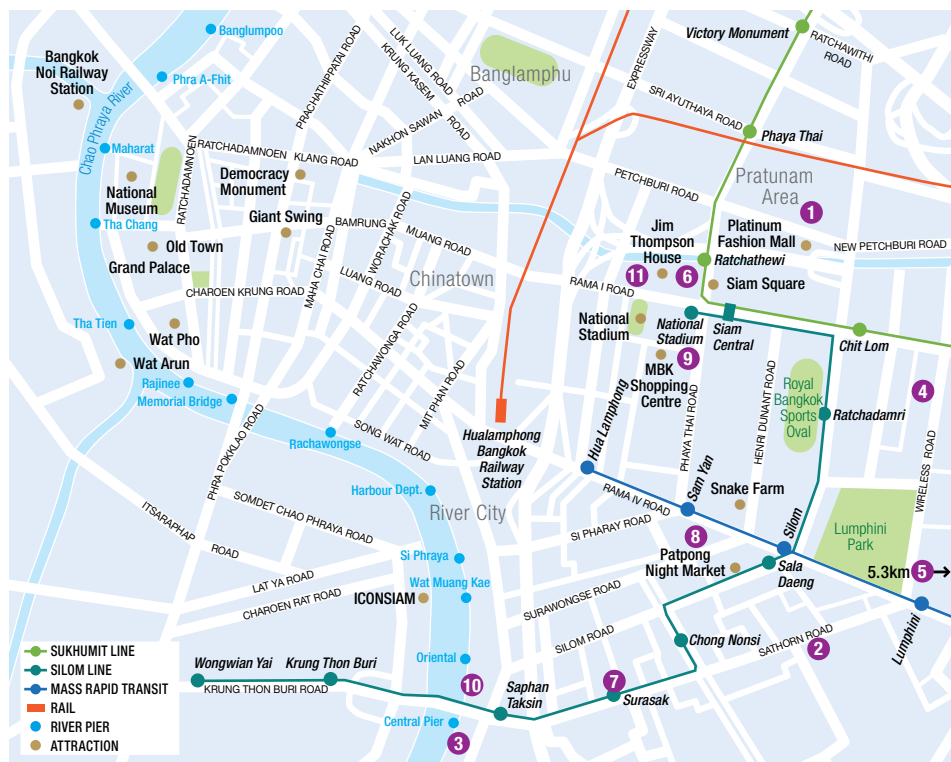 Banglumpoo
Victory Monument
RATCHAWITHI
ROAD
Bangkok
Noi Railway
Station
Phra A-Fhit
Chao Phraya River
PRACHATHIPPATAI ROAD
LUK LUANG ROAD
KRUNG KASEM
ROAD
NAKHON SAWAN
ROAD
Banglamphu
EXPRESSWAY
SRI AYUTHAYA ROAD
Phaya Thai
Maharat
RATCHADAMNOEN KLANG ROAD
LAN LUANG ROAD
National
Museum
RATCHADAMNOEN
Democracy
Monument
PETCHBURI ROAD
Pratunam
Area
1
Tha Chang
Giant Swing
BAMRUNG
MUANG ROAD
WORACHAK ROAD
Jim
Thompson
House
Platinum
Fashion Mall
NEW PETCHBURI ROAD
Old Town
Grand Palace
MAHA CHAI ROAD
LUANG
ROAD
Chinatown
11
6
Ratchathewi
RAMA I ROAD
Siam Square
CHAROEN KRUNG ROAD
Tha Tien
Wat Pho
National
Stadium
National
Stadium
Siam
Central
Chit Lom
Wat Arun
9
MBK
Shopping
Centre
Rajinee
Memorial Bridge
RATCHAWONGA ROAD
MIT PHAN ROAD
Hua Lamphong
PHAYA THAI ROAD
HENRI DUNANT ROAD
Royal
Bangkok
Sports
Oval
Ratchadamri
4
WIRELESS ROAD
Rachawongse
SONG WAT ROAD
Hualamphong
Bangkok
Railway
Station
PHRA POKKLAO ROAD
Sam Yan
Harbour Dept.
SOMDET CHAO PHRAYA ROAD
ITSARAPHAP
ROAD
River City
RAMA IV ROAD
Snake Farm
SI PHARAY ROAD
8
Silom
Lumphini
Park
Si Phraya
Patpong
Night Market
Sala
Daeng
5.3km
5
LAT YA ROAD
Wat Muang Kae
CHAROEN RAT ROAD
ICONSIAM
SURAWONGSE ROAD
SILOM ROAD
Chong Nonsi
SATHORN ROAD
2
Lumphini
SUKHUMIT LINE
SILOM LINE
MASS RAPID TRANSIT
RAIL
RIVER PIER
ATTRACTION
Wongwian Yai
Krung Thon Buri
KRUNG THON BURI ROAD
Oriental
10
Saphan
Taksin
7
Surasak
Central Pier
3